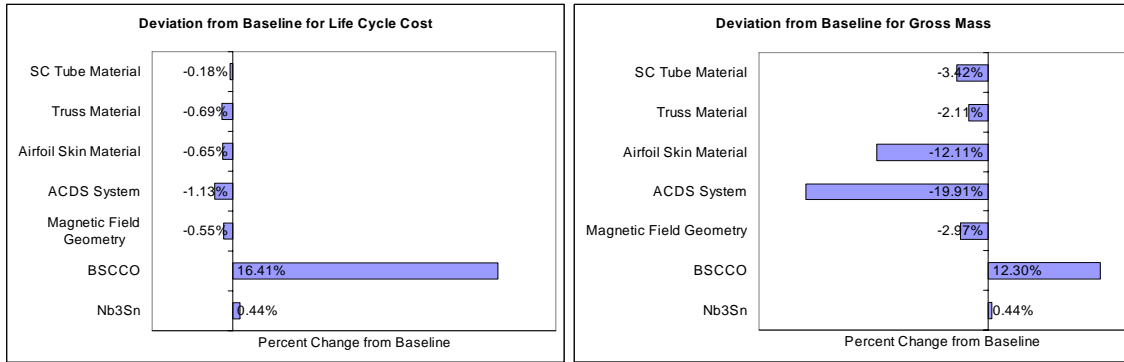 Deviation from Baseline for Life Cycle Cost
SC Tube Material
-0.18%
Truss Material
-0.69%
Airfoil Skin Material
-0.65%
ACDS System
-1.13%
Magnetic Field
Geometry
-0.55%
BSCCO
16.41%
Nb3Sn
0.44%
Percent Change from Baseline
Deviation from Baseline for Gross Mass
SC Tube Material
-3.42%
Truss Material
-2.11%
Airfoil Skin Material
-12.11%
ACDS System
-19.91%
Magnetic Field Geometry
-2.97%
BSCCO
12.30%
Nb3Sn
0.44%
Percent Change from Baseline